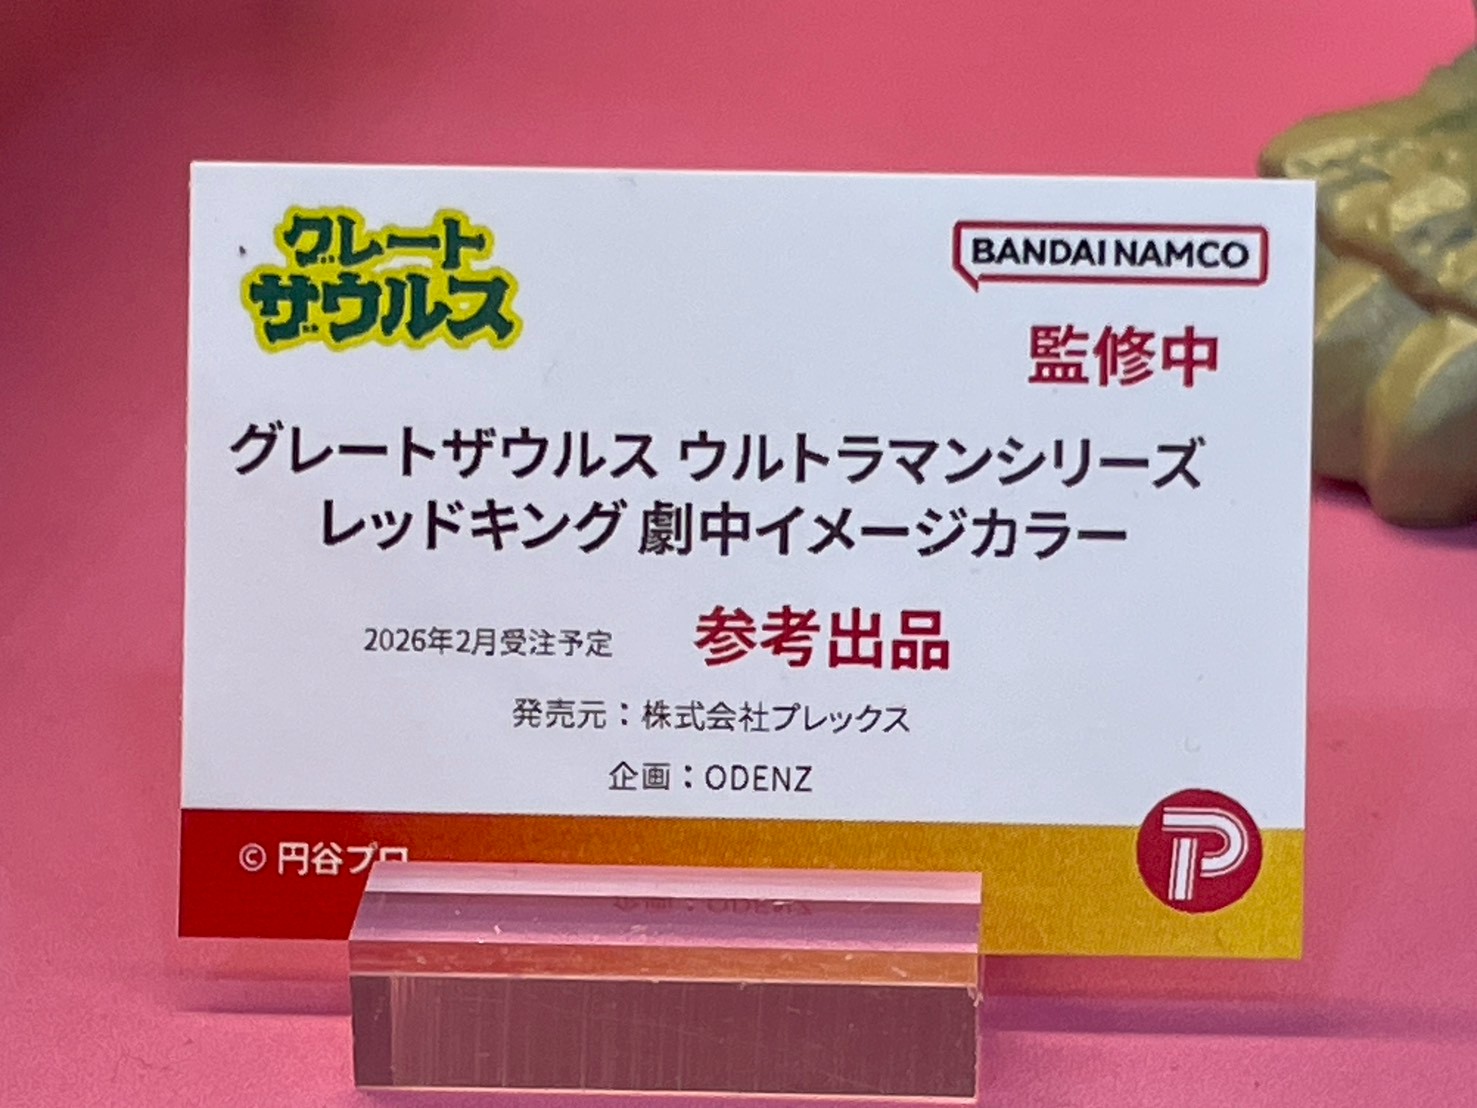 グレート
ザウルス
BANDAI NAMCO
監修中
グレートザウルス ウルトラマンシリーズ
レッドキング 劇中イメージカラー
2026年2月受注予定 参考出品
発売元：株式会社プレックス
企画：ODENZ
© 円谷プロ
P